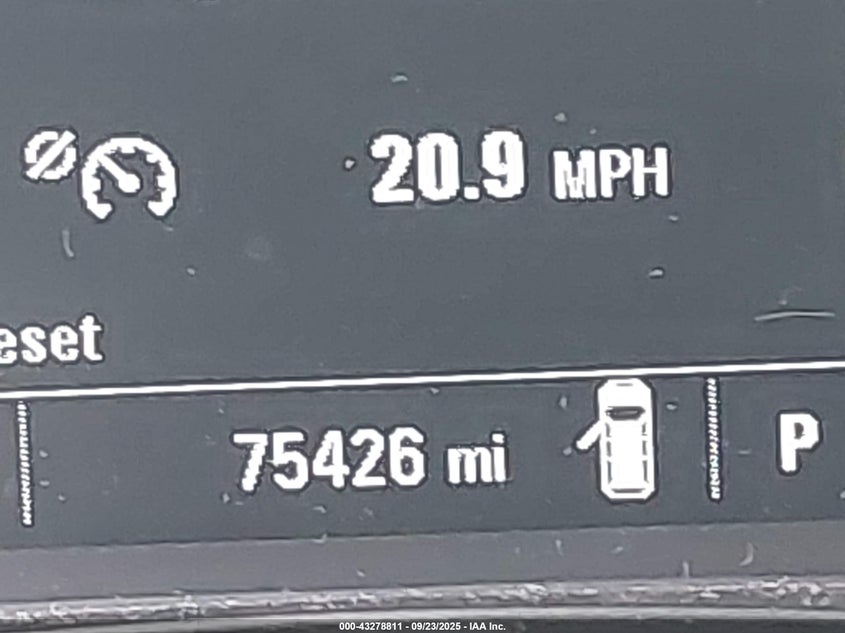 20.9 MPH
eset
75426 mi P
000-43278811 - 09/23/2025 - IAA Inc.